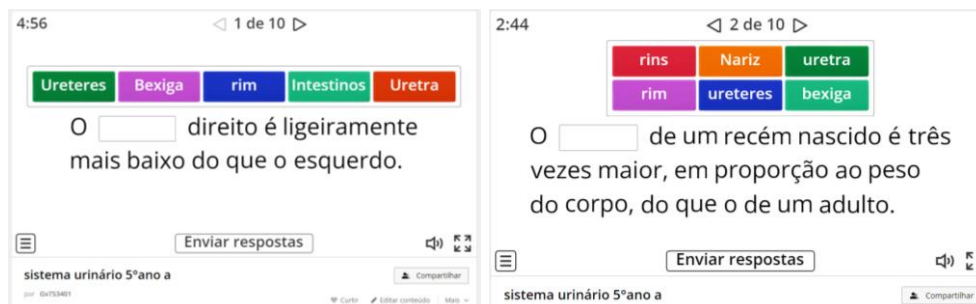 4:56
1 de 10
Ureteres Bexiga rim Intestinos Uretra
O direito é ligeiramente
mais baixo do que o esquerdo.
Enviar respostas
sistema urinário 5ºano a
Compartilhar
por Gx753401
Curtir Editar conteúdo Mais
2:44
2 de 10
rins Nariz uretra
rim ureteres bexiga
O de um recém nascido é três
vezes maior, em proporção ao peso
do corpo, do que o de um adulto.
Enviar respostas
sistema urinário 5ºano a
Compartilhar